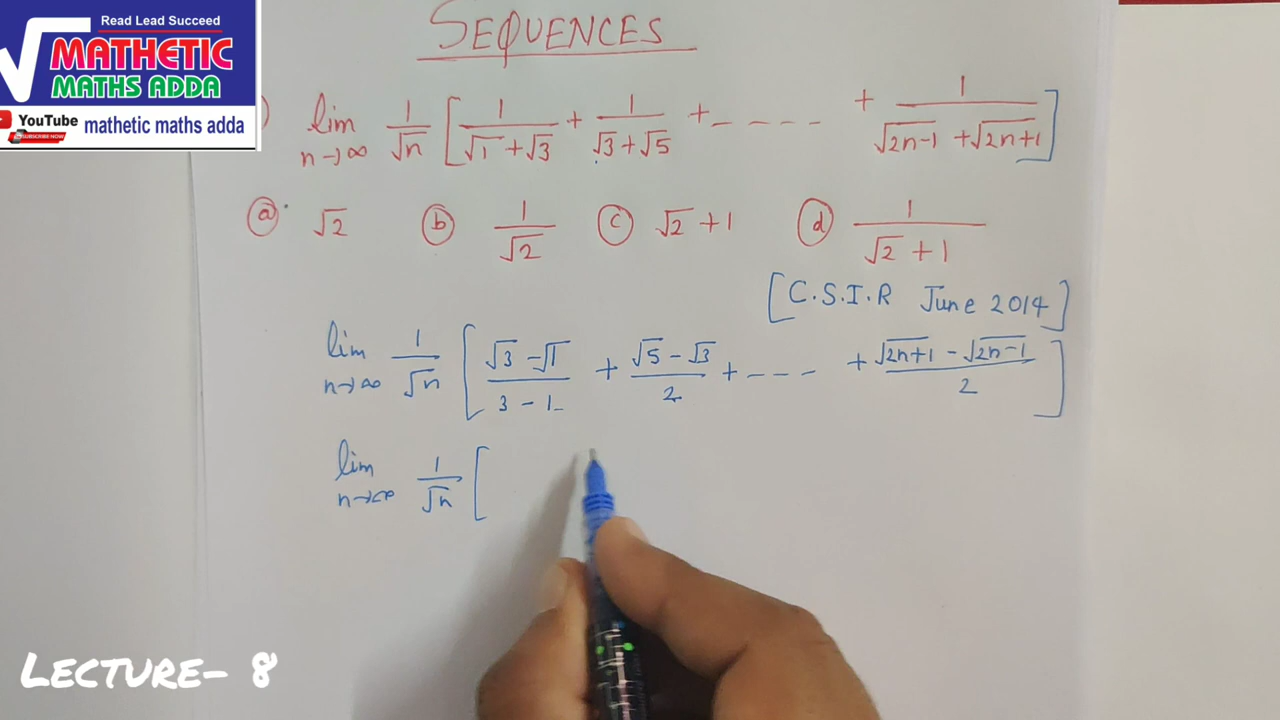 Read Lead Succeed
MATHETIC
MATHS ADDA
YouTube mathetic maths adda
SUBSCRIBE NOW
SEQUENCES
) lim n→∞ 1/√n [ 1/(√1 + √3) + 1/(√3 + √5) + ---- + 1/(√2n-1 + √2n+1) ]
ⓐ √2 ⓑ 1/√2 ⓒ √2 + 1 ⓓ 1/(√2 + 1)
[C.S.I.R June 2014]
lim n→∞ 1/√n [ (√3 - √1)/(3 - 1) + (√5 - √3)/2 + ---- + (√2n+1 - √2n-1)/2 ]
lim n→∞ 1/√n [
LECTURE- 8